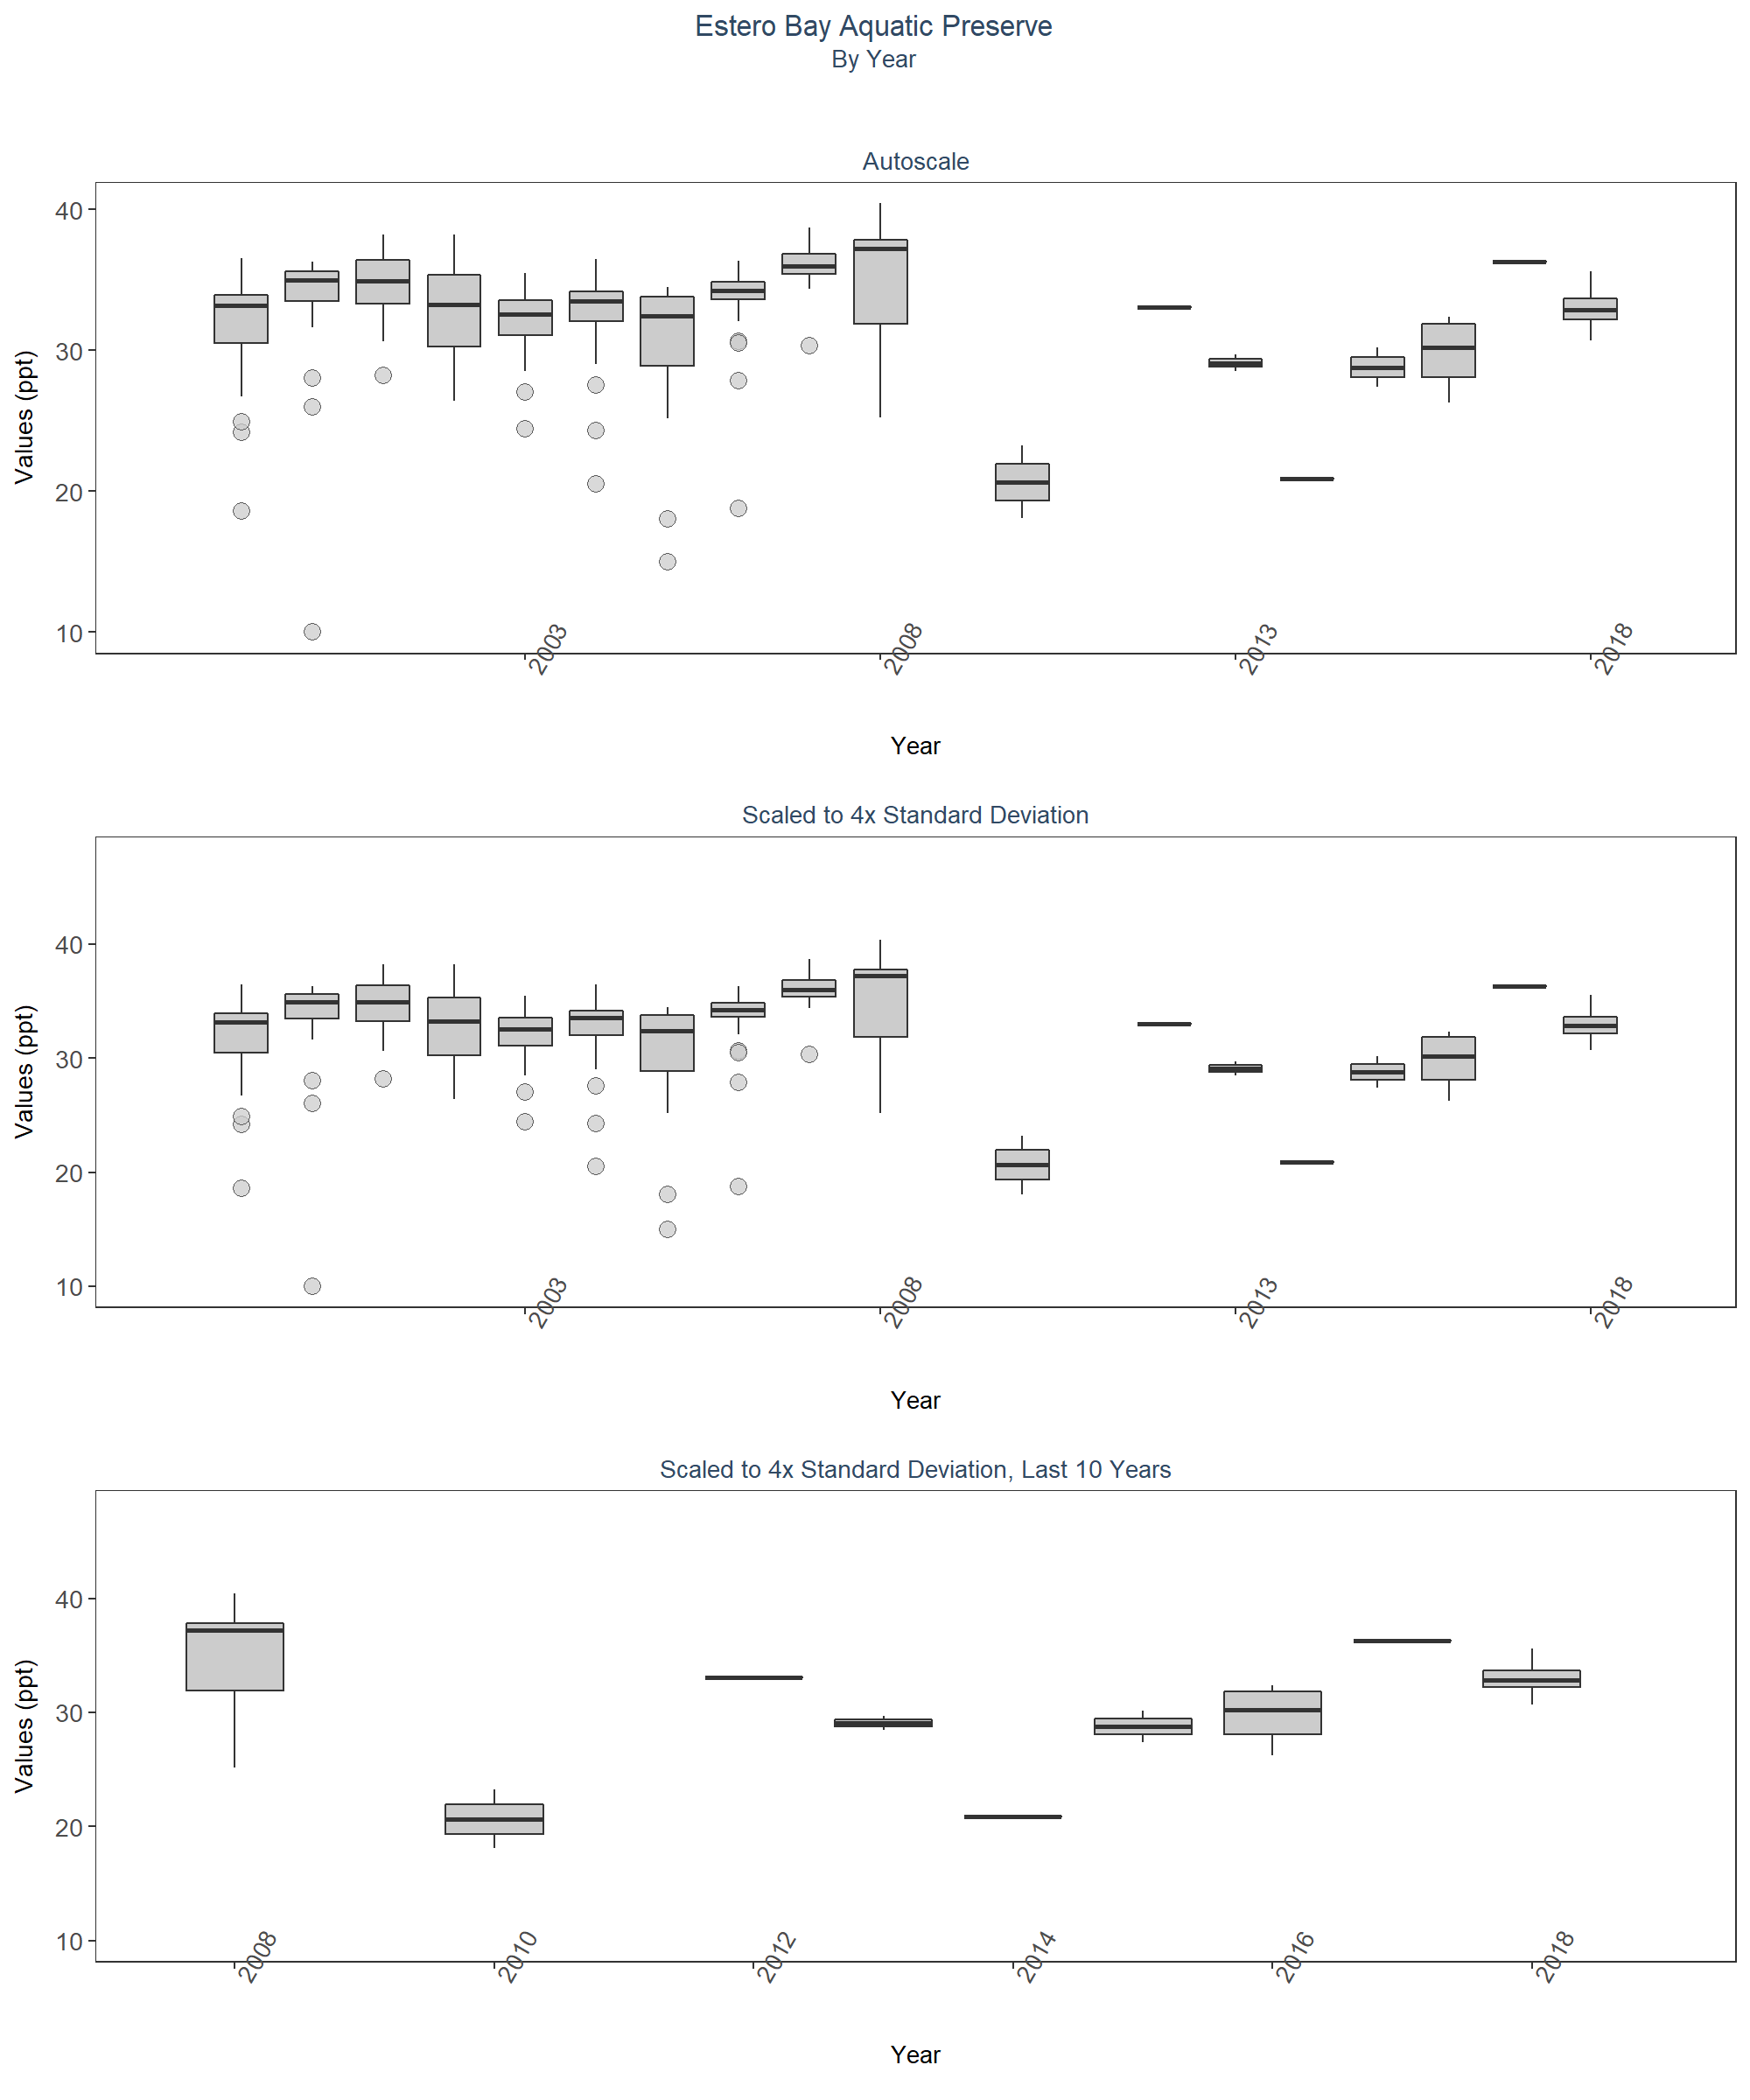 Estero Bay Aquatic Preserve
By Year
Autoscale
Values (ppt)
40
30
20
10
2003
2008
2013
2018
Year
Scaled to 4x Standard Deviation
Values (ppt)
40
30
20
10
2003
2008
2013
2018
Year
Scaled to 4x Standard Deviation, Last 10 Years
Values (ppt)
40
30
20
10
2008
2010
2012
2014
2016
2018
Year